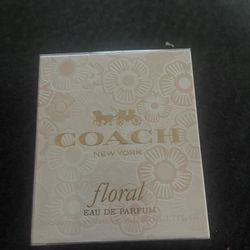 COACH
NEW YORK
floral
EAU DE PARFUM